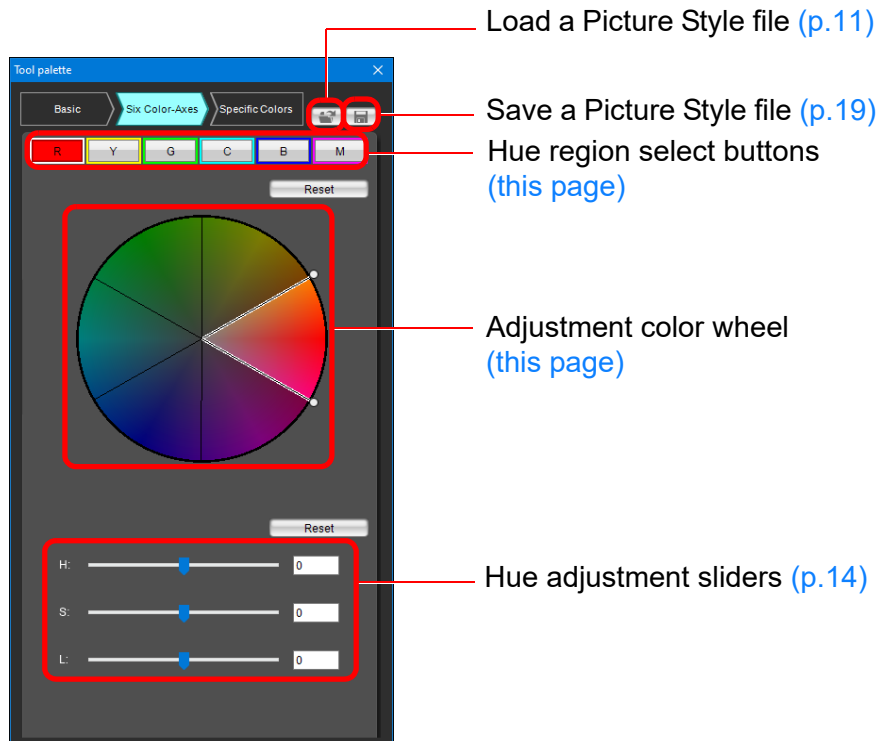 Load a Picture Style file (p.11)
Tool palette
Basic
Six Color-Axes
Specific Colors
Save a Picture Style file (p.19)
R
Y
G
C
B
M
Hue region select buttons
(this page)
Reset
Adjustment color wheel
(this page)
Reset
H:
0
Hue adjustment sliders (p.14)
S:
0
L:
0